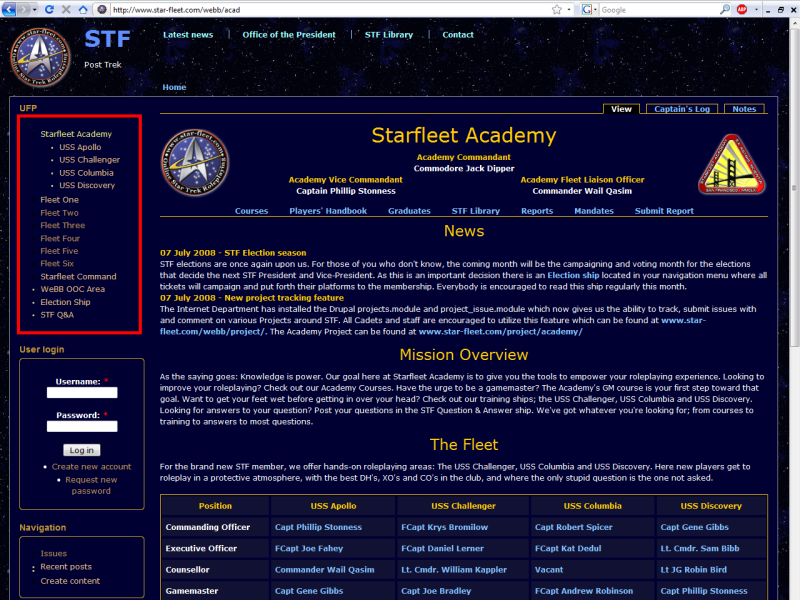 http://www.star-fleet.com/webb/acad
Google
ABP
STF
Post Trek
Latest news | Office of the President | STF Library | Contact
Home
UFP
Starfleet Academy
USS Apollo
USS Challenger
USS Columbia
USS Discovery
Fleet One
Fleet Two
Fleet Three
Fleet Four
Fleet Five
Fleet Six
Starfleet Command
WeBB OOC Area
Election Ship
STF Q&A
User login
Username: *
Password: *
Log in
Create new account
Request new
password
Navigation
Issues
Recent posts
Create content
View Captain's Log Notes
Starfleet Academy
Academy Commandant
Commodore Jack Dipper
Academy Vice Commandant Academy Fleet Liaison Officer
Captain Phillip Stonness Commander Wail Qasim
Courses Players' Handbook Graduates STF Library Reports Mandates Submit Report
News
07 July 2008 - STF Election season
STF elections are once again upon us. For those of you who don't know, the coming month will be the campaigning and voting month for the elections
that decide the next STF President and Vice-President. As this is an important decision there is an Election ship located in your navigation menu where all
tickets will campaign and put forth their platforms to the membership. Everybody is encouraged to read this ship regularly this month.
07 July 2008 - New project tracking feature
The Internet Department has installed the Drupal projects.module and project_issue.module which now gives us the ability to track, submit issues with
and comment on various Projects around STF. All Cadets and staff are encouraged to utilize this feature which can be found at www.star-
fleet.com/webb/project/. The Academy Project can be found at www.star-fleet.com/project/academy/
Mission Overview
As the saying goes: Knowledge is power. Our goal here at Starfleet Academy is to give you the tools to empower your roleplaying experience. Looking to
improve your roleplaying? Check out our Academy Courses. Have the urge to be a gamemaster? The Academy's GM course is your first step toward that
goal. Want to get your feet wet before getting in over your head? Check out our training ships; the USS Challenger, USS Columbia and USS Discovery.
Looking for answers to your question? Post your questions in the STF Question & Answer ship. We've got whatever you're looking for; from courses to
training to answers to most questions.
The Fleet
For the brand new STF member, we offer hands-on roleplaying areas: The USS Challenger, USS Columbia and USS Discovery. Here new players get to
roleplay in a protective atmosphere, with the best DH's, XO's and CO's in the club, and where the only stupid question is the one not asked.
Position USS Apollo USS Challenger USS Columbia USS Discovery
Commanding Officer Capt Phillip Stonness FCapt Krys Bromilow Capt Robert Spicer Capt Gene Gibbs
Executive Officer FCapt Joe Fahey FCapt Daniel Lerner FCapt Kat Dedul Lt. Cmdr. Sam Bibb
Counsellor Commander Wail Qasim Lt. Cmdr. William Kappler Vacant Lt JG Robin Bird
Gamemaster Capt Gene Gibbs Capt Joe Bradley FCapt Andrew Robinson Capt Phillip Stonness